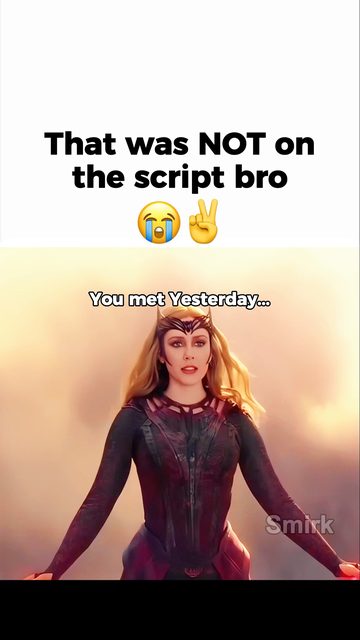 That was NOT on
the script bro
😭✌️
You met Yesterday...
Smirk